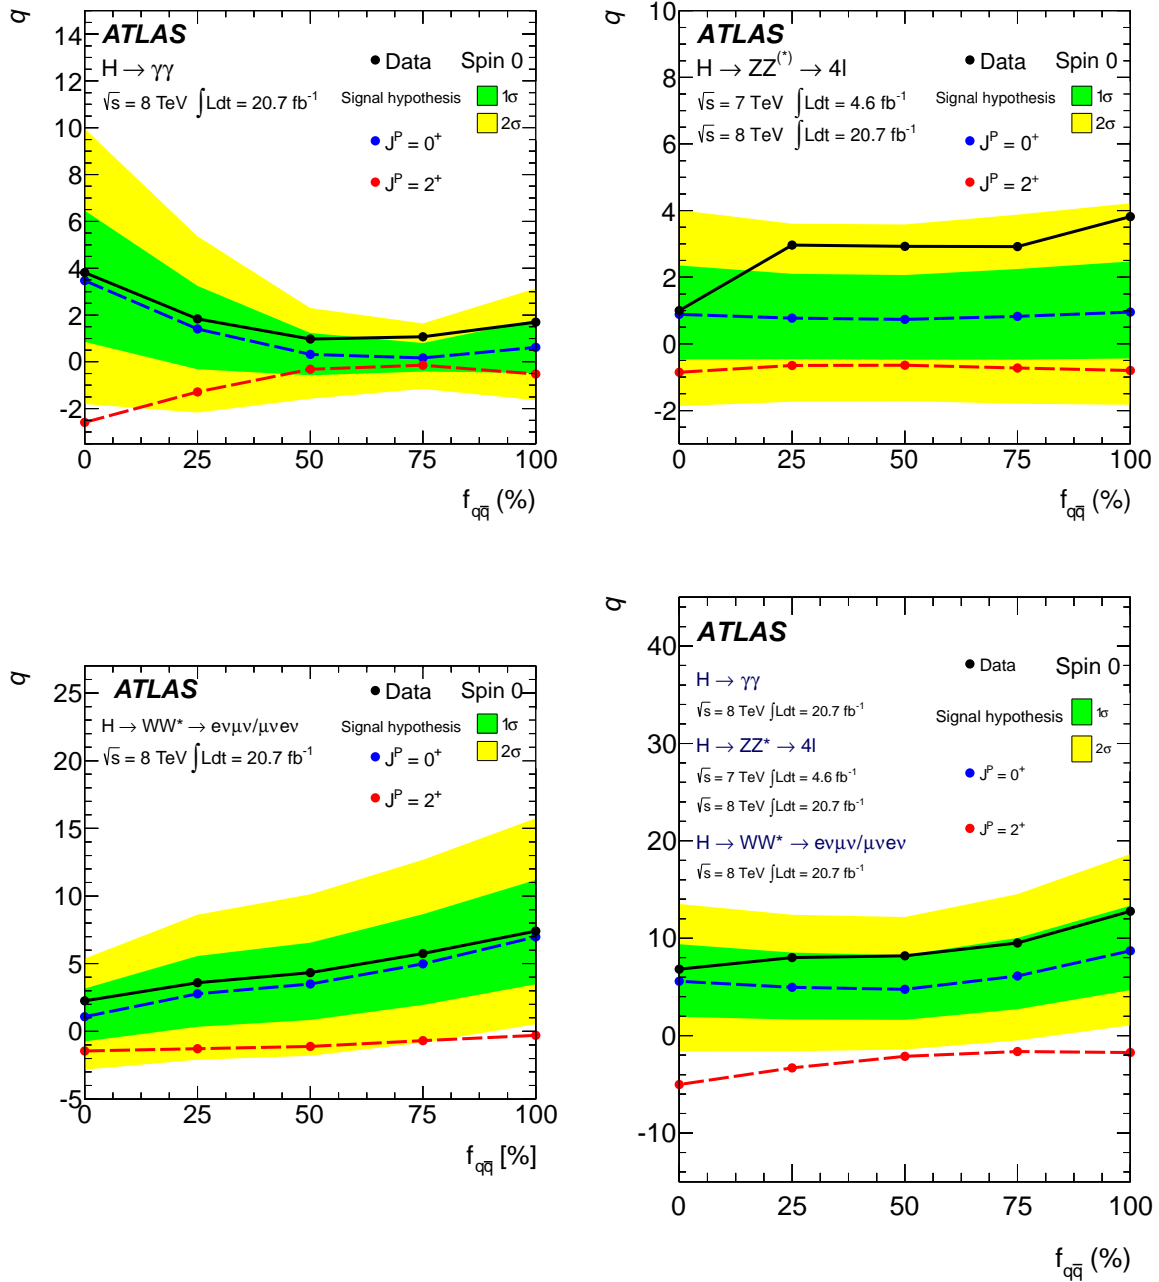 q
14
12
10
8
6
4
2
0
-2
ATLAS
H → γγ
√s = 8 TeV ∫Ldt = 20.7 fb⁻¹
Data
Spin 0
Signal hypothesis
1σ
2σ
Jᴾ = 0⁺
Jᴾ = 2⁺
0 25 50 75 100
f_qq̅ (%)
q
10
8
6
4
2
0
-2
ATLAS
H → ZZ⁽*⁾ → 4l
√s = 7 TeV ∫Ldt = 4.6 fb⁻¹
√s = 8 TeV ∫Ldt = 20.7 fb⁻¹
Data
Spin 0
Signal hypothesis
1σ
2σ
Jᴾ = 0⁺
Jᴾ = 2⁺
0 25 50 75 100
f_qq̅ (%)
q
25
20
15
10
5
0
-5
ATLAS
H → WW* → eνμν/μνeν
√s = 8 TeV ∫Ldt = 20.7 fb⁻¹
Data
Spin 0
Signal hypothesis
1σ
2σ
Jᴾ = 0⁺
Jᴾ = 2⁺
0 25 50 75 100
f_qq̅ [%]
q
40
30
20
10
0
-10
ATLAS
H → γγ
√s = 8 TeV ∫Ldt = 20.7 fb⁻¹
H → ZZ* → 4l
√s = 7 TeV ∫Ldt = 4.6 fb⁻¹
√s = 8 TeV ∫Ldt = 20.7 fb⁻¹
H → WW* → eνμν/μνeν
√s = 8 TeV ∫Ldt = 20.7 fb⁻¹
Data
Spin 0
Signal hypothesis
1σ
2σ
Jᴾ = 0⁺
Jᴾ = 2⁺
0 25 50 75 100
f_qq̅ (%)